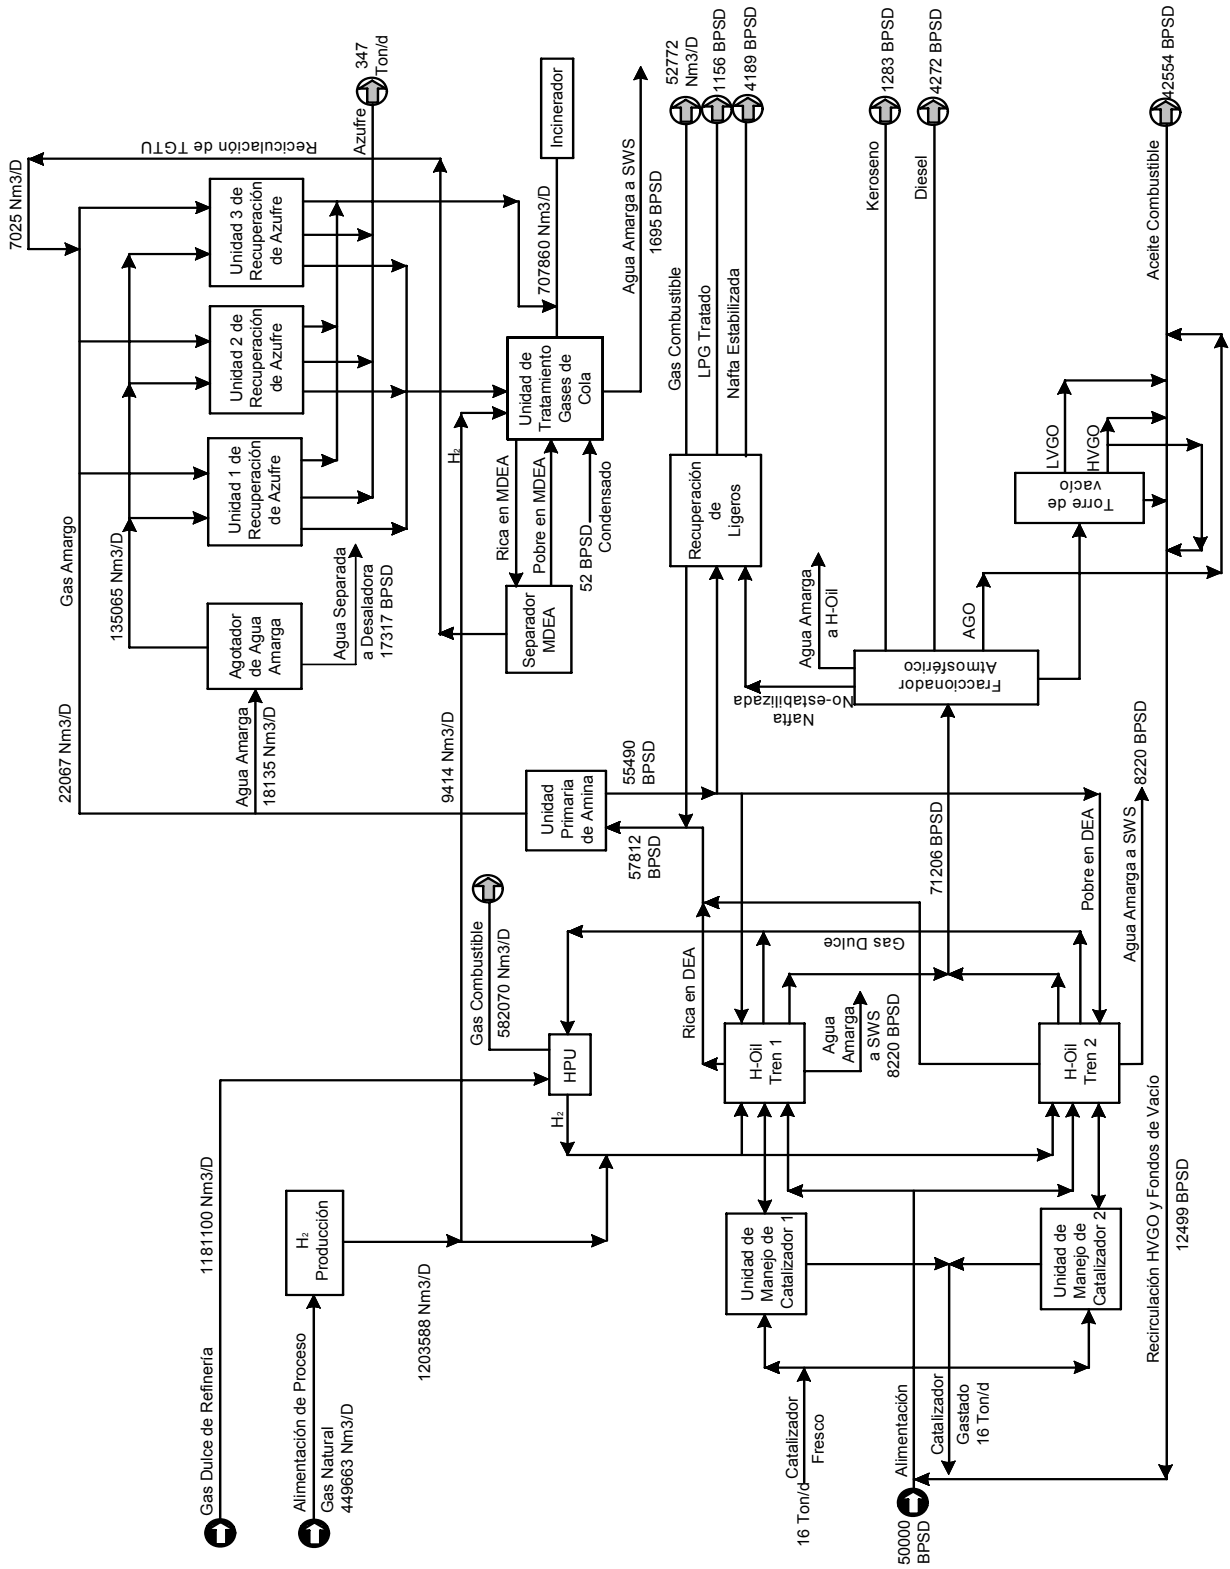 Gas Dulce de Refinería
1181100 Nm3/D
Alimentación de Proceso
Gas Natural
449663 Nm3/D
H₂
Producción
1203588 Nm3/D
HPU
H₂
Gas Combustible
582070 Nm3/D
9414 Nm3/D
H₂
22067 Nm3/D
Gas Amargo
7025 Nm3/D
Reciculación de TGTU
Agua Amarga
18135 Nm3/D
Agotador
de Agua
Amarga
135065 Nm3/D
Agua Separada
a Desaladora
17317 BPSD
Unidad 1 de
Recuperación
de Azufre
Unidad 2 de
Recuperación
de Azufre
Unidad 3 de
Recuperación
de Azufre
Azufre
347
Ton/d
Separador
MDEA
Rica en MDEA
Pobre en MDEA
52 BPSD
Condensado
Unidad de
Tratamiento
Gases de
Cola
707860 Nm3/D
Incinerador
Agua Amarga a SWS
1695 BPSD
Unidad
Primaria
de Amina
57812
BPSD
55490
BPSD
Recuperación
de
Ligeros
Gas Combustible
52772
Nm3/D
LPG Tratado
1156 BPSD
Nafta Estabilizada
4189 BPSD
16 Ton/d
Catalizador
Fresco
Unidad de
Manejo de
Catalizador 1
Unidad de
Manejo de
Catalizador 2
Catalizador
Gastado
16 Ton/d
50000
BPSD
Alimentación
H-Oil
Tren 1
H-Oil
Tren 2
Rica en DEA
Gas Dulce
Agua
Amarga
a SWS
8220 BPSD
Pobre en DEA
Agua Amarga a SWS
8220 BPSD
71206 BPSD
Nafta
No-estabilizada
Agua Amarga
a H-Oil
Fraccionador
Atmosférico
Keroseno
1283 BPSD
Diesel
4272 BPSD
AGO
Torre de
vacío
LVGO
HVGO
Recirculación HVGO y Fondos de Vacío
12499 BPSD
Aceite Combustible
42554 BPSD